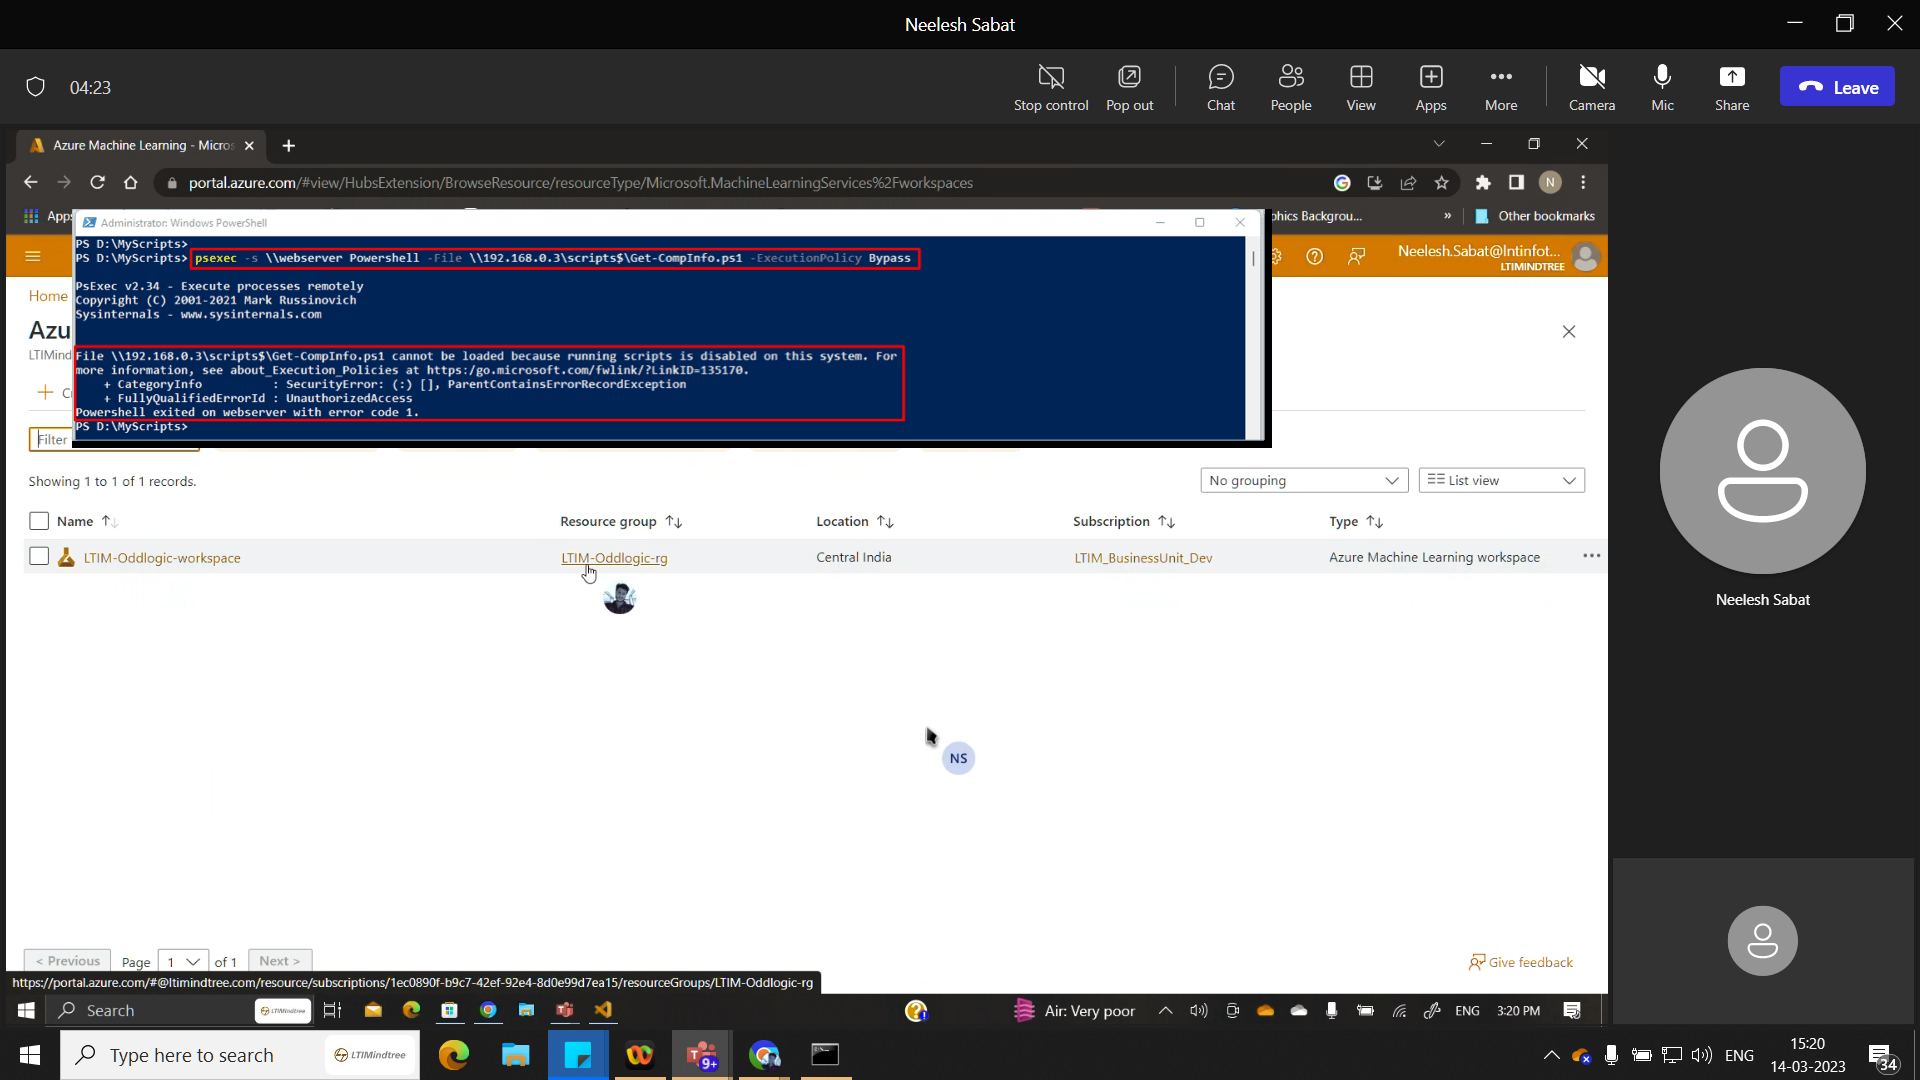 Neelesh Sabat
04:23
Stop control
Pop out
Chat
People
View
Apps
More
Camera
Mic
Share
Leave
Azure Machine Learning - Micros
portal.azure.com/#view/HubsExtension/BrowseResource/resourceType/Microsoft.MachineLearningServices%2Fworkspaces
N
Apps
phics Backgrou...
»
Other bookmarks
Administrator: Windows PowerShell
PS D:\MyScripts>
PS D:\MyScripts> psexec -s \\webserver Powershell -File \\192.168.0.3\scripts$\Get-CompInfo.ps1 -ExecutionPolicy Bypass
PsExec v2.34 - Execute processes remotely
Copyright (C) 2001-2021 Mark Russinovich
Sysinternals - www.sysinternals.com
File \\192.168.0.3\scripts$\Get-CompInfo.ps1 cannot be loaded because running scripts is disabled on this system. For
more information, see about_Execution_Policies at https:/go.microsoft.com/fwlink/?LinkID=135170.
+ CategoryInfo : SecurityError: (:) [], ParentContainsErrorRecordException
+ FullyQualifiedErrorId : UnauthorizedAccess
Powershell exited on webserver with error code 1.
PS D:\MyScripts>
Neelesh.Sabat@lntinfot...
LTIMINDTREE
Home
Azu
LTIMind
Filter
Showing 1 to 1 of 1 records.
No grouping
List view
Name
Resource group
Location
Subscription
Type
LTIM-Oddlogic-workspace
LTIM-Oddlogic-rg
Central India
LTIM_BusinessUnit_Dev
Azure Machine Learning workspace
NS
Neelesh Sabat
< Previous
Page 1 of 1
Next >
Give feedback
https://portal.azure.com/#@ltimindtree.com/resource/subscriptions/1ec0890f-b9c7-42ef-92e4-8d0e99d7ea15/resourceGroups/LTIM-Oddlogic-rg
Search
LTIMindtree
Air: Very poor
ENG
3:20 PM
Type here to search
LTIMindtree
9+
ENG
15:20
14-03-2023
34